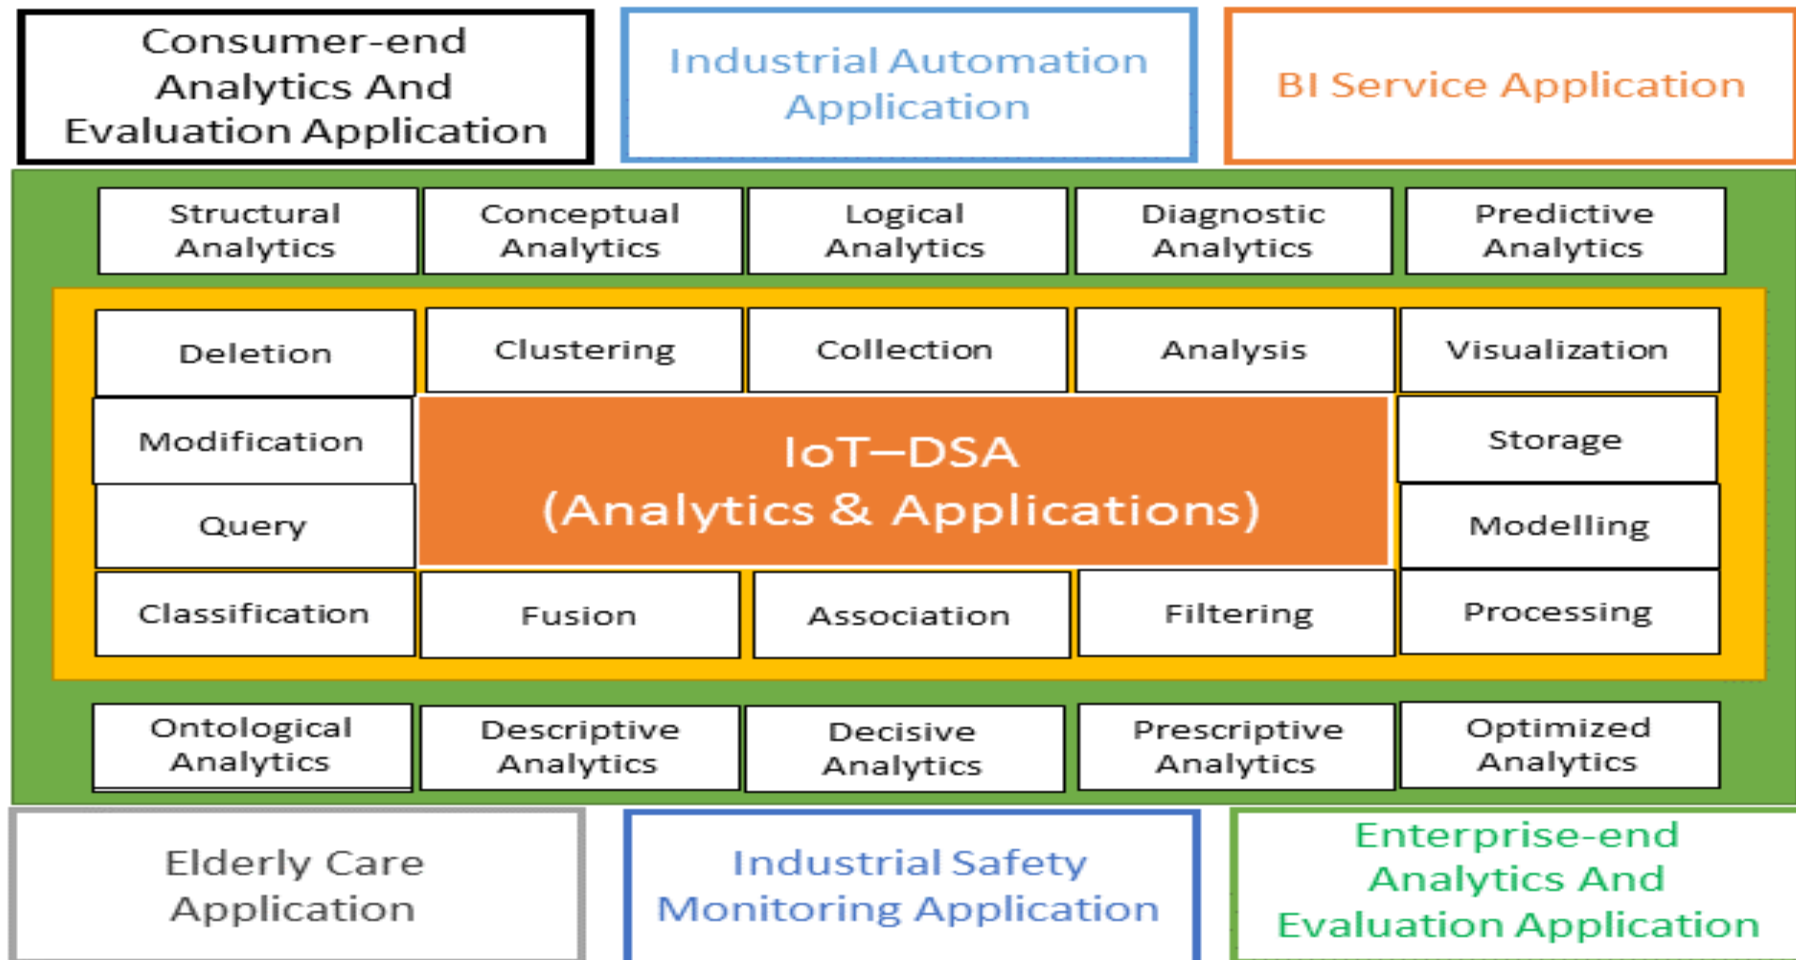 Consumer-end
Analytics And
Evaluation Application
Industrial Automation
Application
BI Service Application
Structural
Analytics
Conceptual
Analytics
Logical
Analytics
Diagnostic
Analytics
Predictive
Analytics
Deletion
Clustering
Collection
Analysis
Visualization
Modification
IoT–DSA
(Analytics & Applications)
Storage
Query
Modelling
Classification
Fusion
Association
Filtering
Processing
Ontological
Analytics
Descriptive
Analytics
Decisive
Analytics
Prescriptive
Analytics
Optimized
Analytics
Elderly Care
Application
Industrial Safety
Monitoring Application
Enterprise-end
Analytics And
Evaluation Application